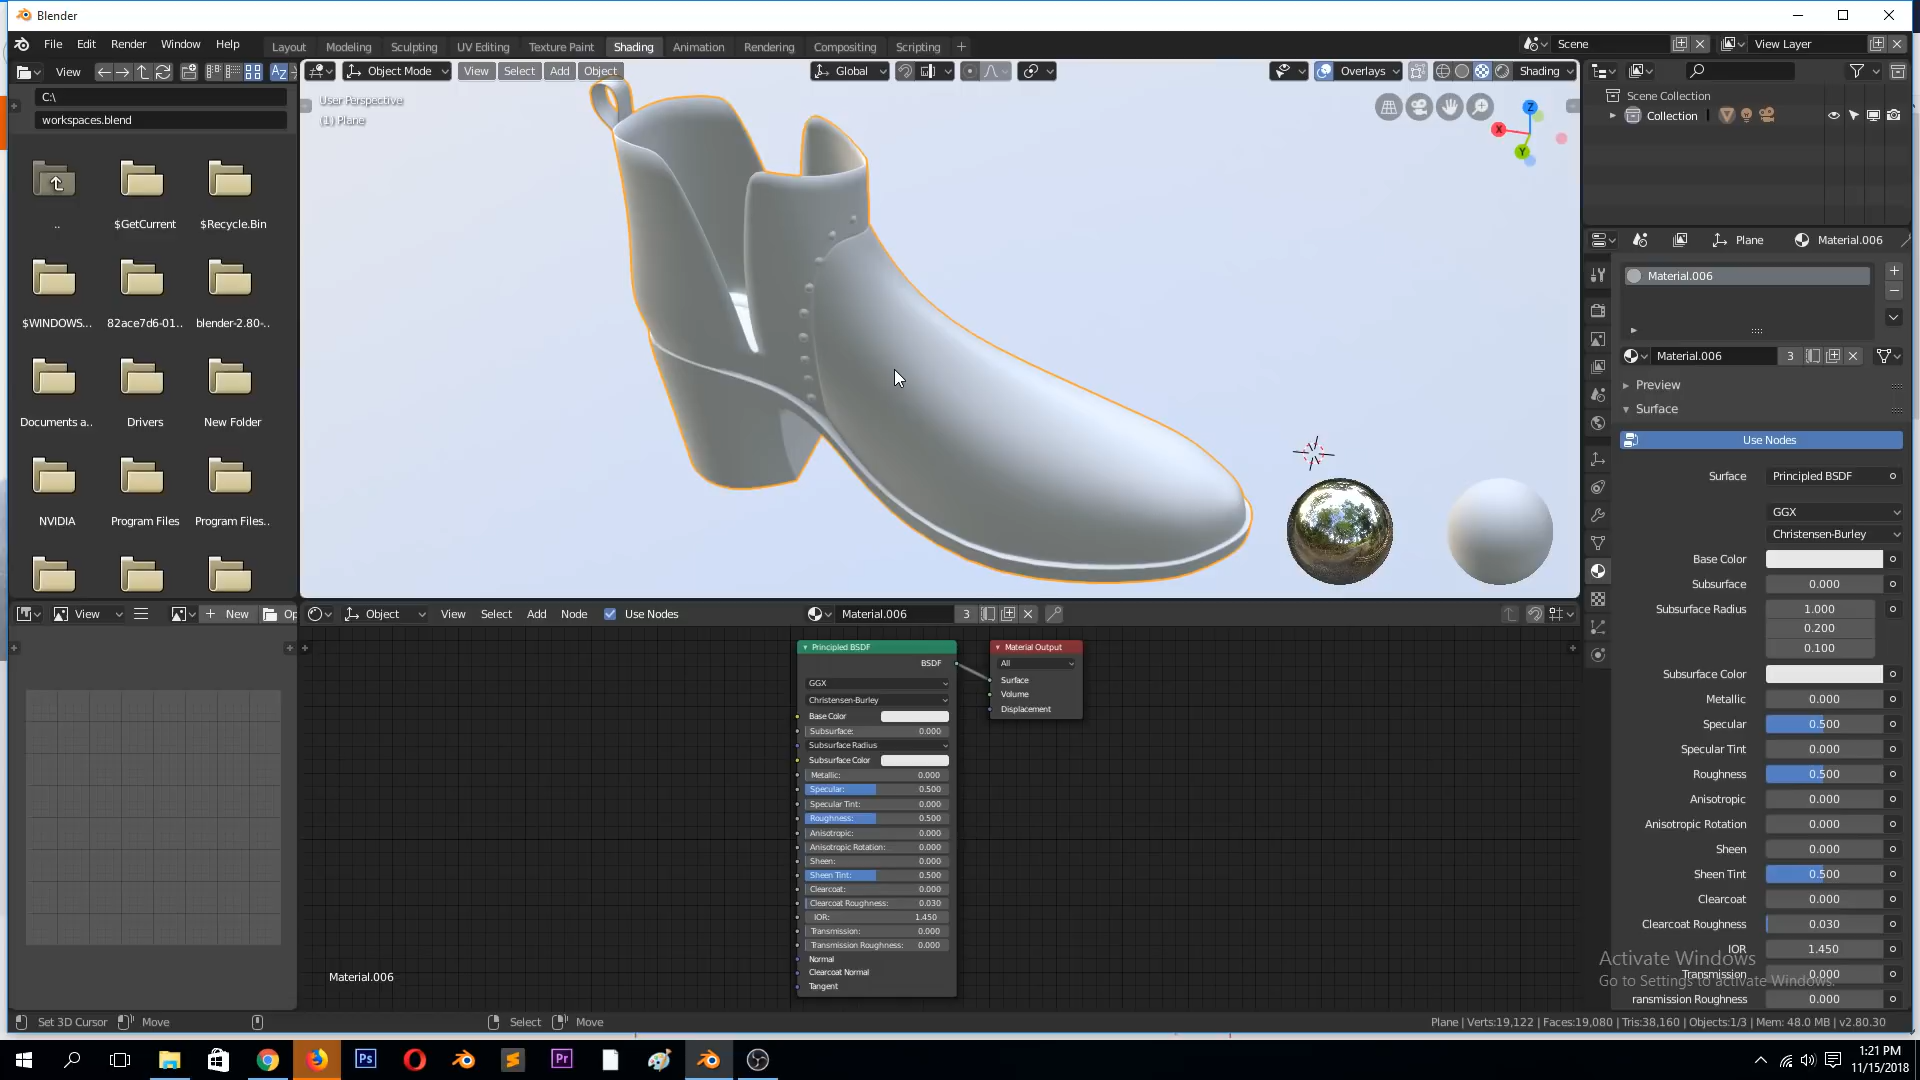 Blender
File Edit Render Window Help
Layout Modeling Sculpting UV Editing Texture Paint Shading Animation Rendering Compositing Scripting +
Scene
View Layer
View
C:\
workspaces.blend
..
$GetCurrent
$Recycle.Bin
$WINDOWS...
82ace7d6-01..
blender-2.80-..
Documents a..
Drivers
New Folder
NVIDIA
Program Files
Program Files..
Object Mode View Select Add Object
Global
Overlays
Shading
User Perspective
(1) Plane
X
Y
Z
Scene Collection
Collection
Plane
Material.006
Material.006
Material.006 3
Preview
Surface
Use Nodes
Surface Principled BSDF
GGX
Christensen-Burley
Base Color
Subsurface 0.000
Subsurface Radius 1.000
0.200
0.100
Subsurface Color
Metallic 0.000
Specular 0.500
Specular Tint 0.000
Roughness 0.500
Anisotropic 0.000
Anisotropic Rotation 0.000
Sheen 0.000
Sheen Tint 0.500
Clearcoat 0.000
Clearcoat Roughness 0.030
IOR 1.450
Transmission 0.000
ransmission Roughness 0.000
Activate Windows
Go to Settings to activate Windows.
View
+ New
Op
Object View Select Add Node Use Nodes
Material.006 3
Principled BSDF
BSDF
GGX
Christensen-Burley
Base Color
Subsurface: 0.000
Subsurface Radius
Subsurface Color
Metallic: 0.000
Specular: 0.500
Specular Tint: 0.000
Roughness: 0.500
Anisotropic: 0.000
Anisotropic Rotation: 0.000
Sheen: 0.000
Sheen Tint: 0.500
Clearcoat: 0.000
Clearcoat Roughness: 0.030
IOR: 1.450
Transmission: 0.000
Transmission Roughness: 0.000
Normal
Clearcoat Normal
Tangent
Material Output
All
Surface
Volume
Displacement
Material.006
Set 3D Cursor
Move
Select
Move
Plane | Verts:19,122 | Faces:19,080 | Tris:38,160 | Objects:1/3 | Mem: 48.0 MB | v2.80.30
Ps
Pr
1:21 PM
11/15/2018